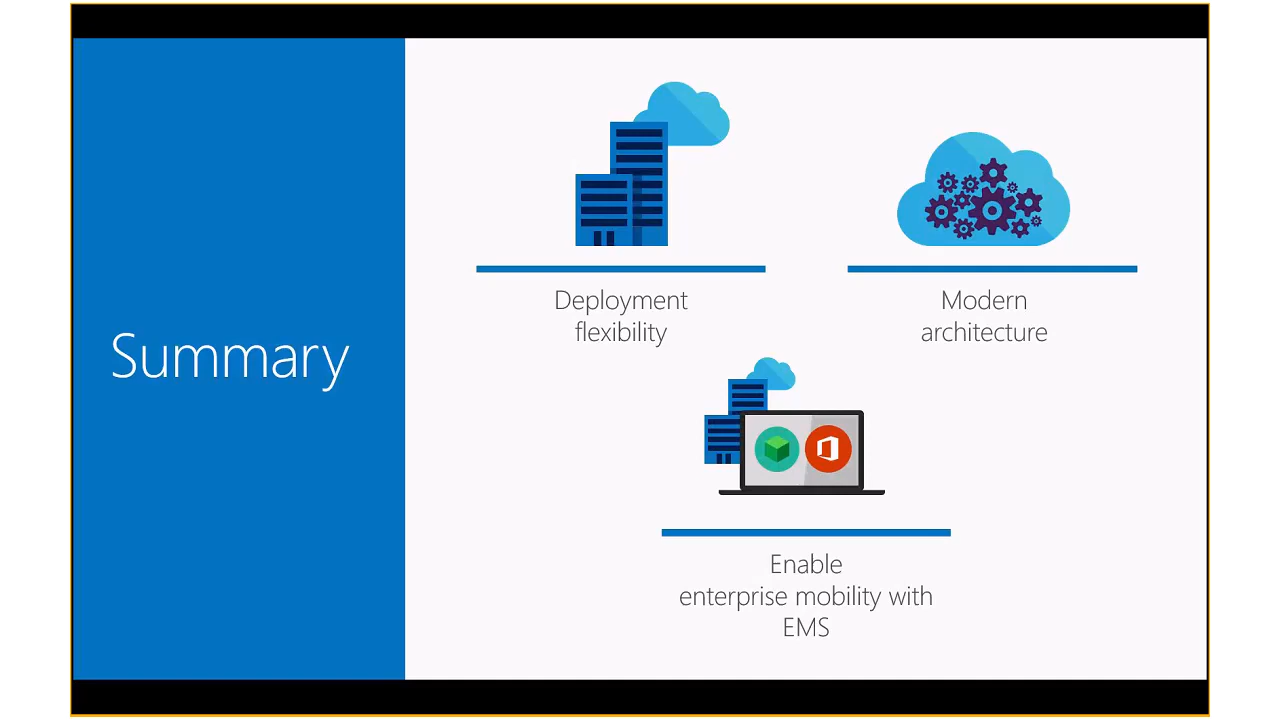 Summary
Deployment
flexibility
Modern
architecture
Enable
enterprise mobility with
EMS